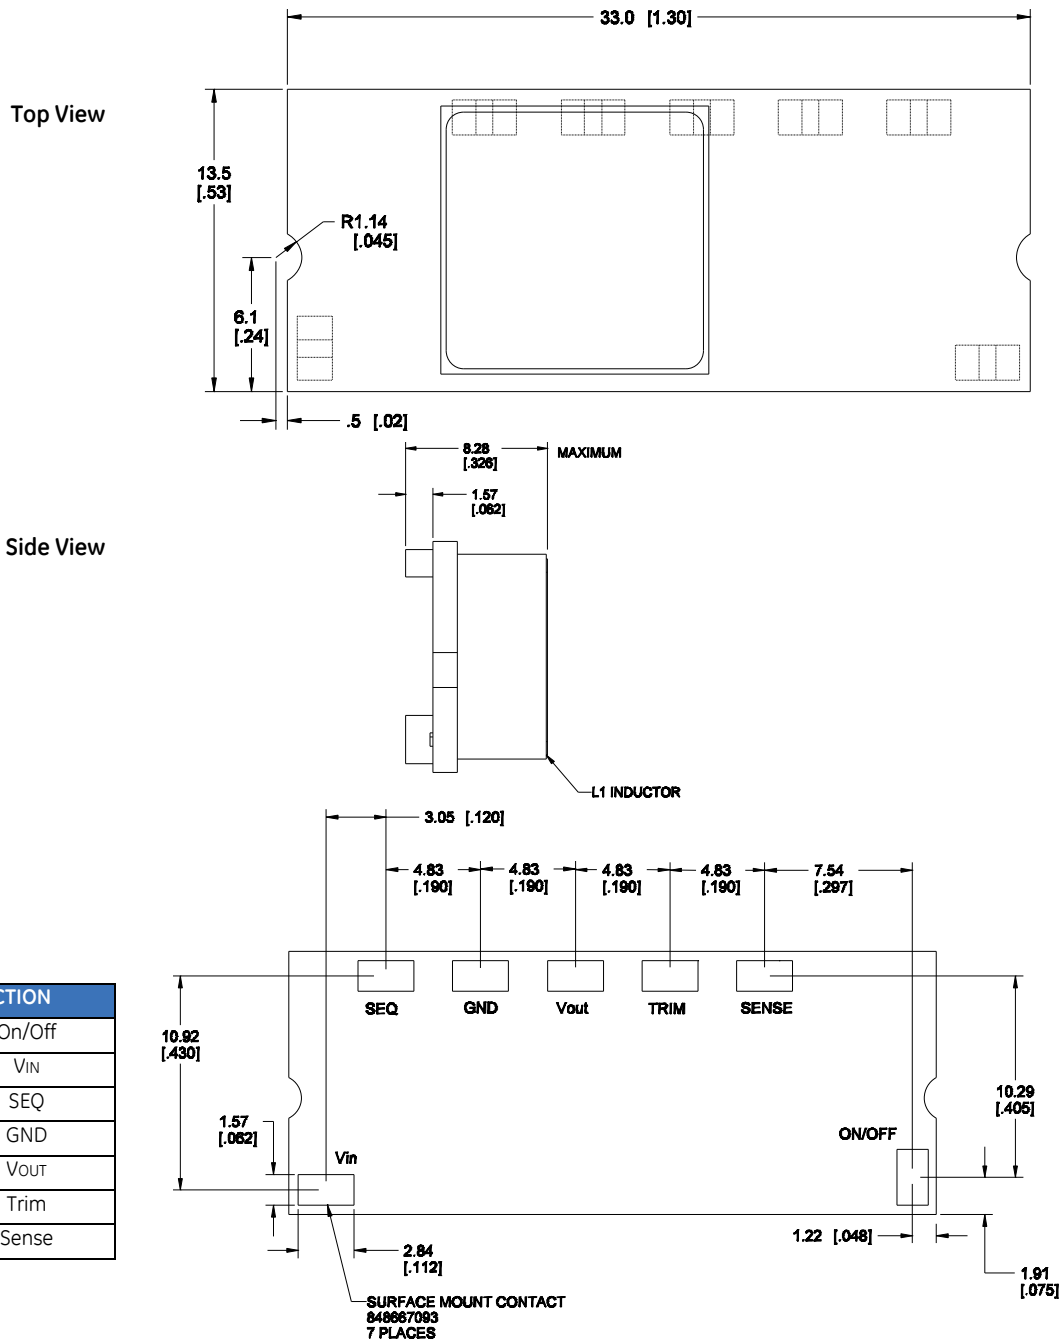 33.0 [1.30]
Top View
13.5
[.53]
R1.14
[.045]
6.1
[.24]
.5 [.02]
8.28
[.326]
MAXIMUM
1.57
[.062]
Side View
L1 INDUCTOR
3.05 [.120]
4.83
[.190]
4.83
[.190]
4.83
[.190]
4.83
[.190]
7.54
[.297]
SEQ
GND
Vout
TRIM
SENSE
10.92
[.430]
10.29
[.405]
1.57
[.062]
Vin
ON/OFF
1.22 [.048]
2.84
[.112]
1.91
[.075]
SURFACE MOUNT CONTACT
848667093
7 PLACES
CTION
On/Off
VIN
SEQ
GND
VOUT
Trim
Sense